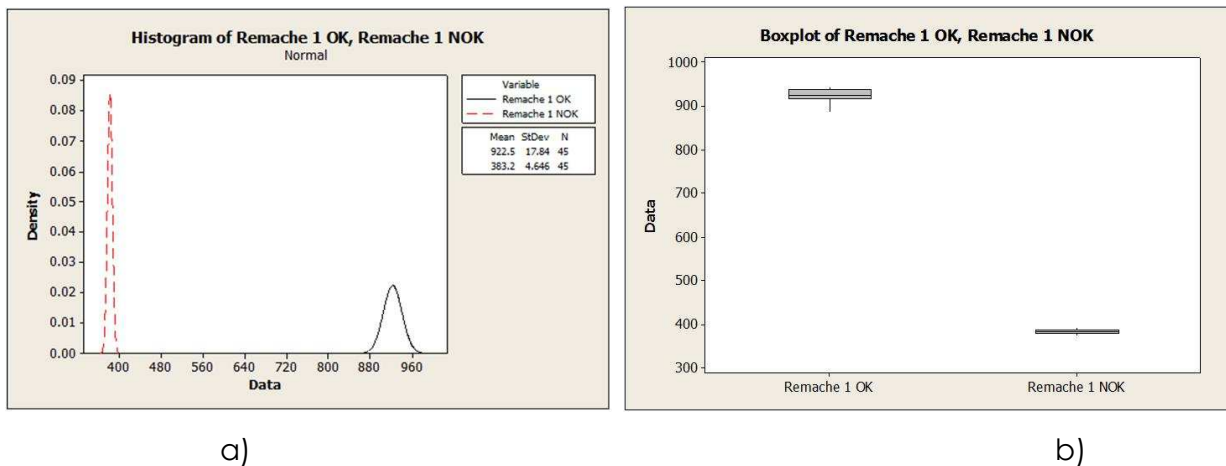 Histogram of Remache 1 OK, Remache 1 NOK
Normal
0.09
0.08
0.07
0.06
0.05
0.04
0.03
0.02
0.01
0.00
Density
400 480 560 640 720 800 880 960
Data
Variable
Remache 1 OK
Remache 1 NOK
Mean StDev N
922.5 17.84 45
383.2 4.646 45
a)
Boxplot of Remache 1 OK, Remache 1 NOK
1000
900
800
700
600
500
400
300
Data
Remache 1 OK Remache 1 NOK
b)